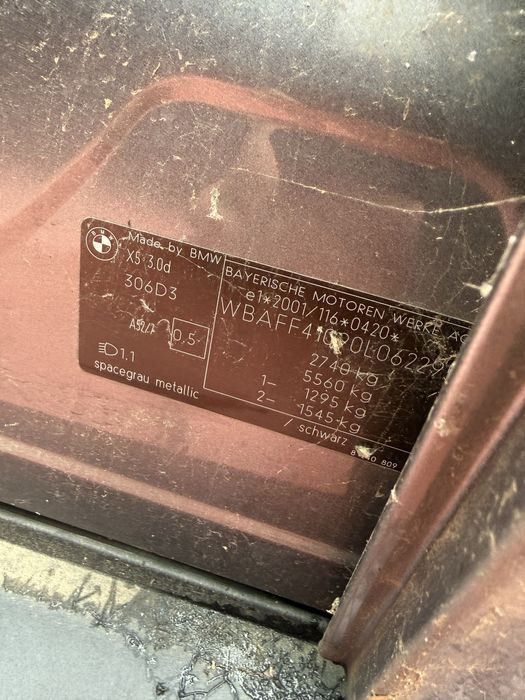 BMW
Made by BMW
X5 3.0d
306D3
0,5
1.1
spacegrau metallic
BAYERISCHE MOTOREN WERKE AG
e1*2001/116*0420*
2740 kg
5560 kg
1- 1295 kg
2- 1545 kg
/ schwarz